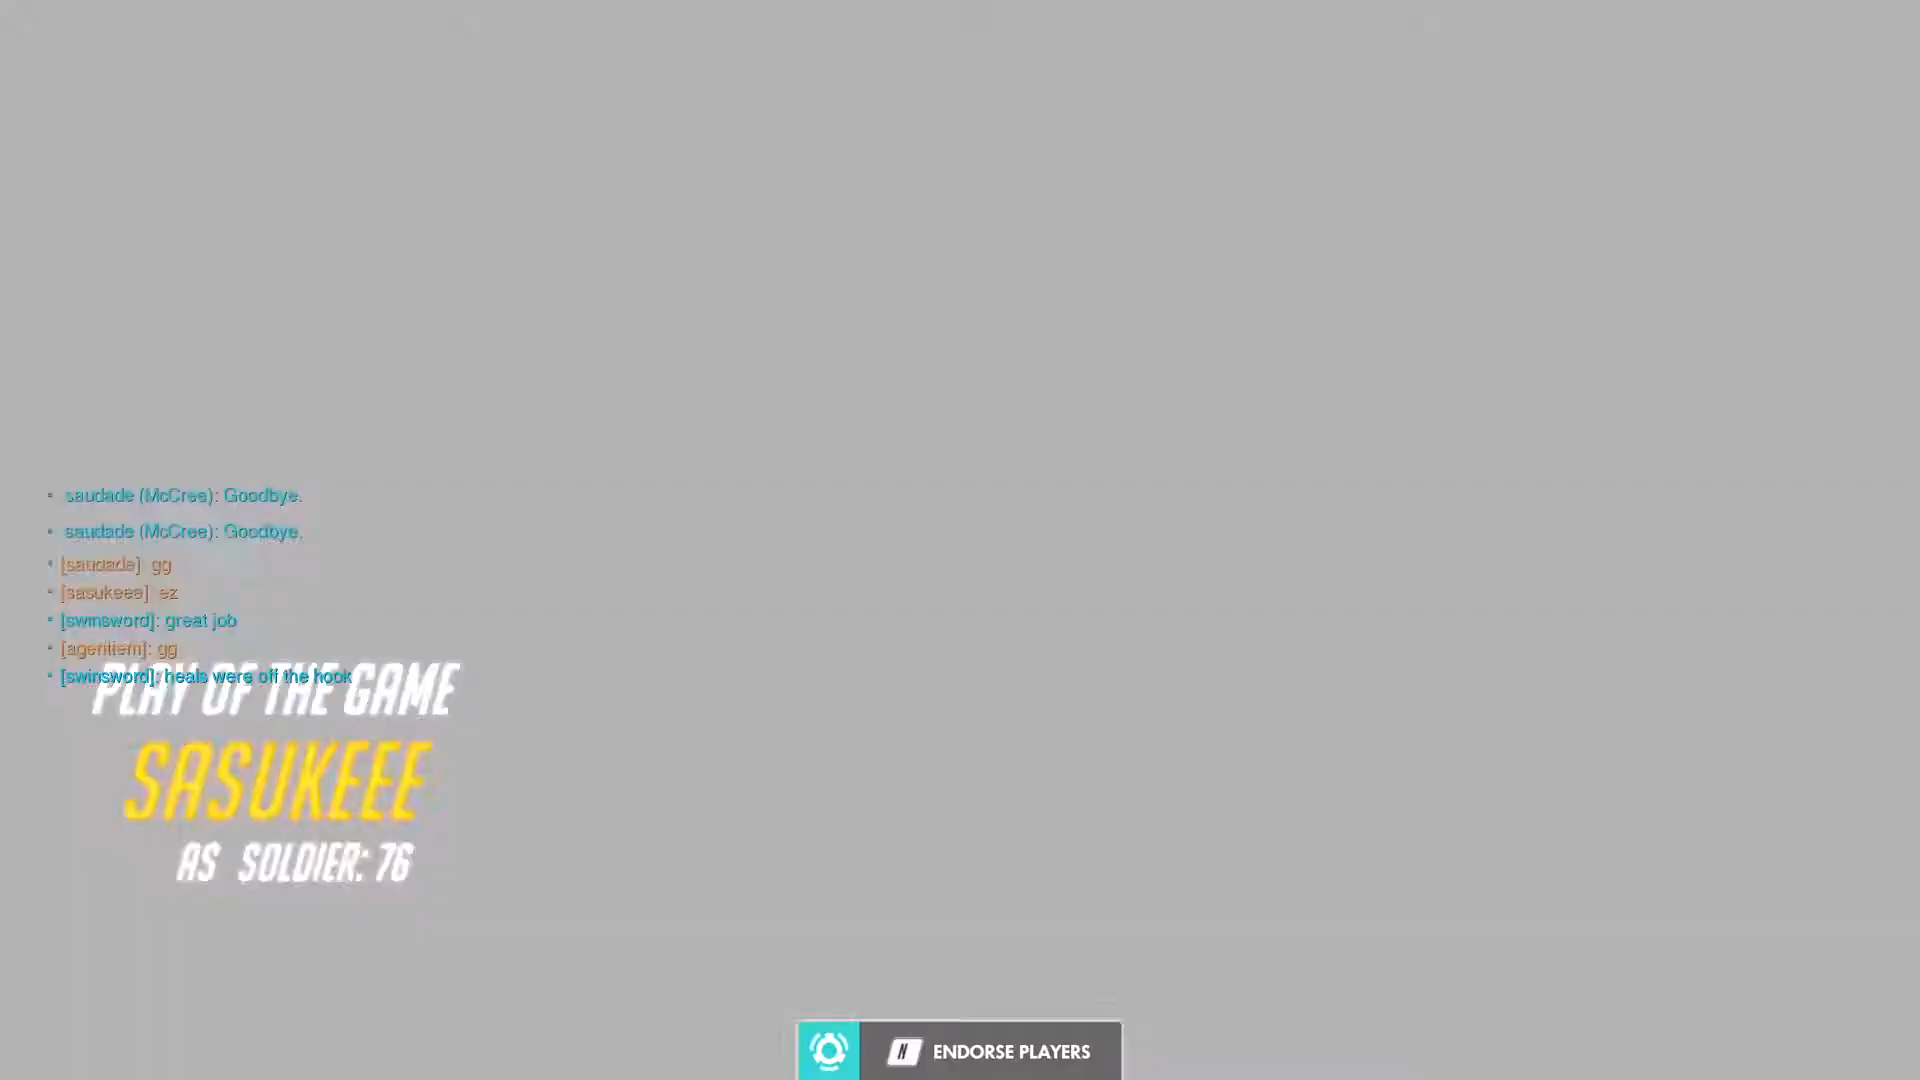 saudade (McCree): Goodbye.
saudade (McCree): Goodbye.
[saudade]: gg
[sasukeee]: ez
[swinsword]: great job
[agentiem]: gg
[swinsword]: heals were off the hook
PLAY OF THE GAME
SASUKEEE
AS SOLDIER: 76
N ENDORSE PLAYERS